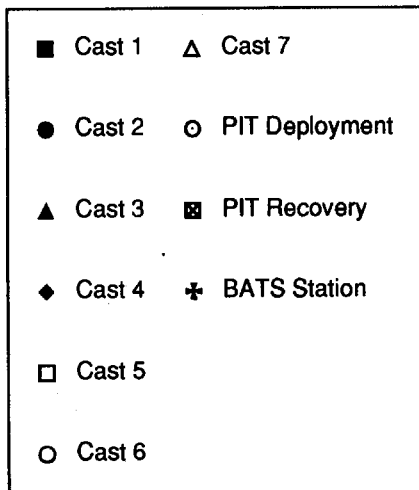 Cast 1 Cast 7
Cast 2 PIT Deployment
Cast 3 PIT Recovery
Cast 4 BATS Station
Cast 5
Cast 6